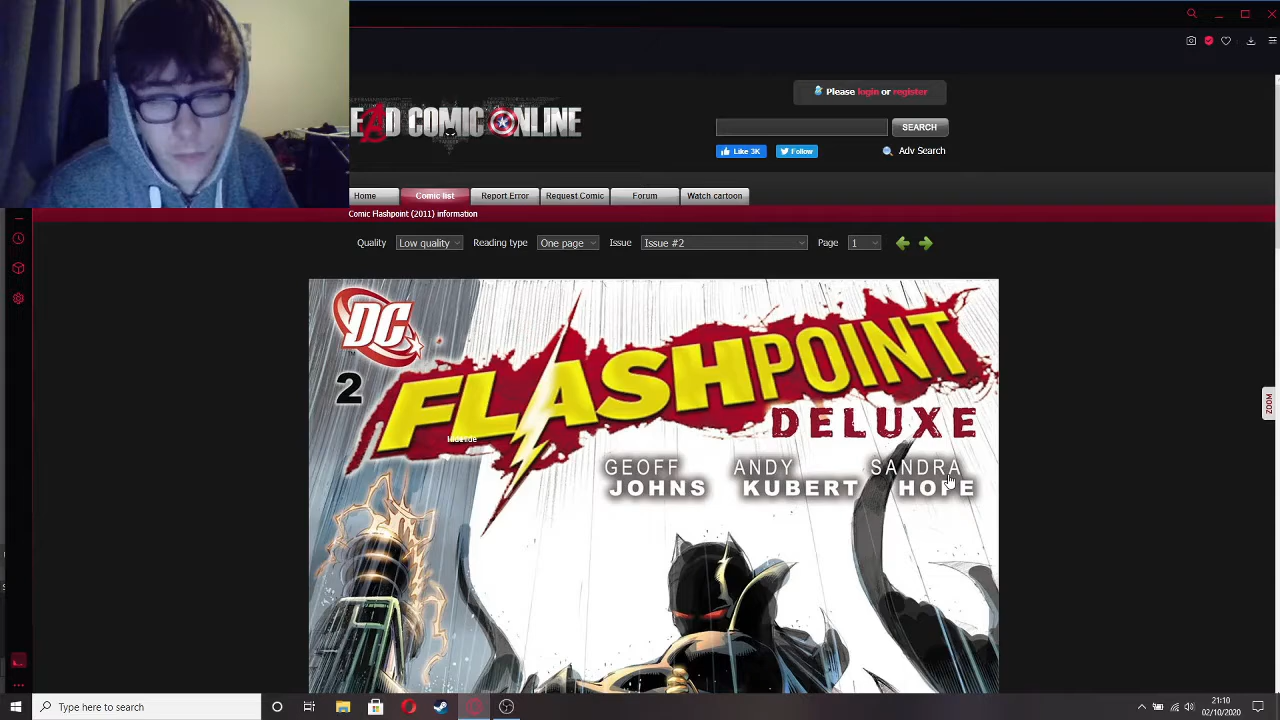 EAD COMIC ONLINE
Please login or register
SEARCH
Like 3K
Follow
Adv Search
Home
Comic list
Report Error
Request Comic
Forum
Watch cartoon
Comic Flashpoint (2011) information
Quality
Low quality
Reading type
One page
Issue
Issue #2
Page
1
DC
2
FLASHPOINT
DELUXE
GEOFF
JOHNS
ANDY
KUBERT
SANDRA
HOPE
ZOOM
Type here to search
21:10
02/10/2020